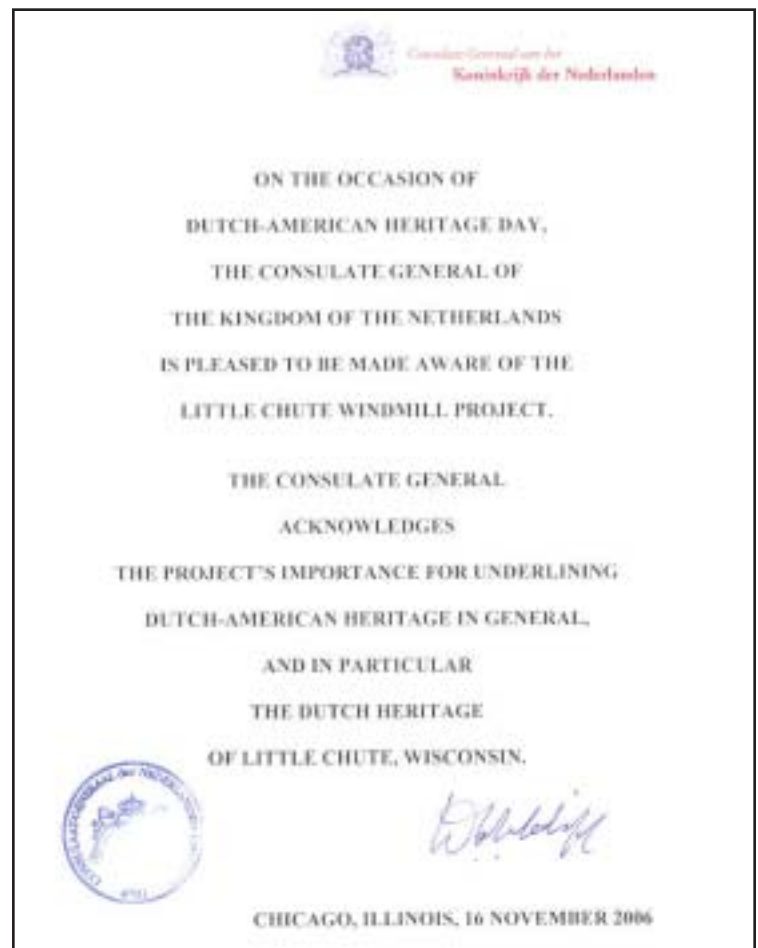 Consulaat-Generaal van het
Koninkrijk der Nederlanden
ON THE OCCASION OF
DUTCH-AMERICAN HERITAGE DAY,
THE CONSULATE GENERAL OF
THE KINGDOM OF THE NETHERLANDS
IS PLEASED TO BE MADE AWARE OF THE
LITTLE CHUTE WINDMILL PROJECT.
THE CONSULATE GENERAL
ACKNOWLEDGES
THE PROJECT'S IMPORTANCE FOR UNDERLINING
DUTCH-AMERICAN HERITAGE IN GENERAL,
AND IN PARTICULAR
THE DUTCH HERITAGE
OF LITTLE CHUTE, WISCONSIN.
CONSULAAT-GENERAAL der
CHICAGO, ILLINOIS, 16 NOVEMBER 2006